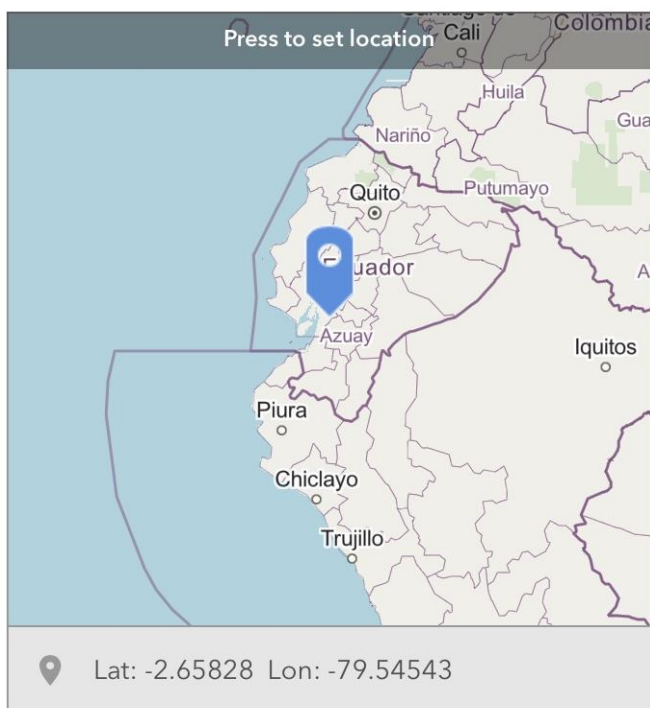 Cali
Colombia
Press to set location
Huila
Nariño
Quito
Putumayo
uador
Azuay
Iquitos
Piura
Chiclayo
Trujillo
Lat: -2.65828 Lon: -79.54543